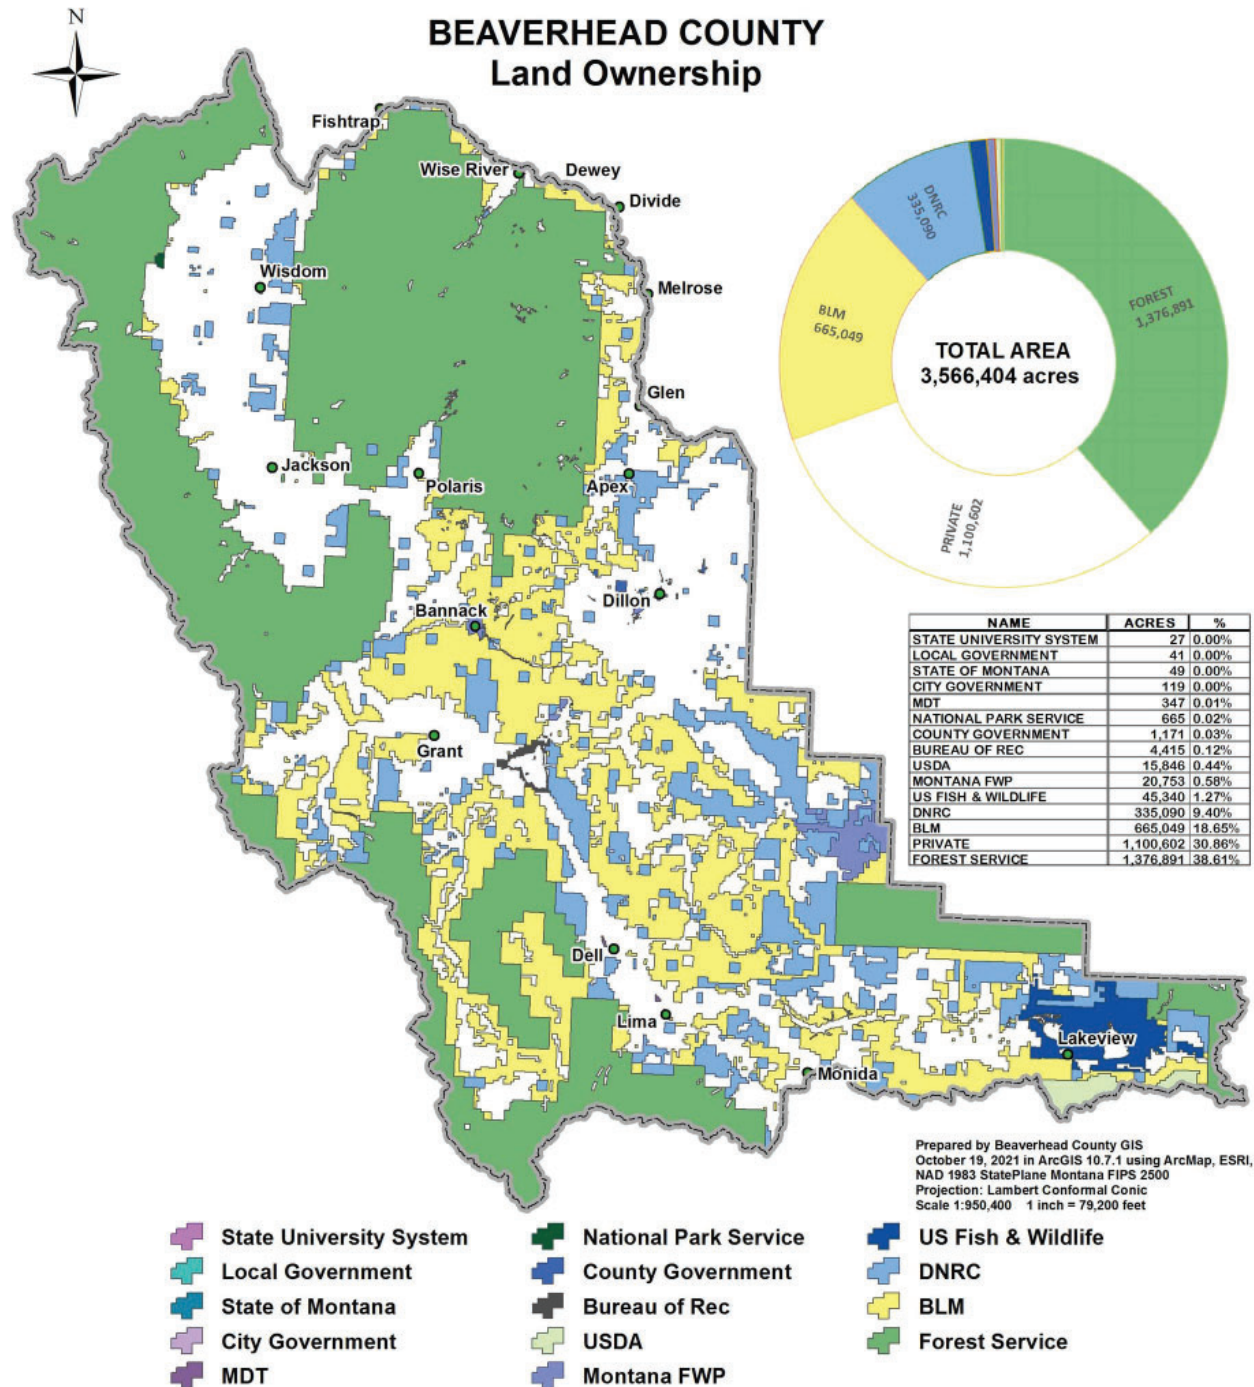 N
BEAVERHEAD COUNTY
Land Ownership
Fishtrap
Wise River
Dewey
Divide
Wisdom
Melrose
Glen
Jackson
Polaris
Apex
Bannack
Dillon
Grant
Dell
Lima
Monida
Lakeview
DNRC
335,090
BLM
665,049
FOREST
1,376,891
TOTAL AREA
3,566,404 acres
PRIVATE
1,100,602
NAME ACRES %
STATE UNIVERSITY SYSTEM 27 0.00%
LOCAL GOVERNMENT 41 0.00%
STATE OF MONTANA 49 0.00%
CITY GOVERNMENT 119 0.00%
MDT 347 0.01%
NATIONAL PARK SERVICE 665 0.02%
COUNTY GOVERNMENT 1,171 0.03%
BUREAU OF REC 4,415 0.12%
USDA 15,846 0.44%
MONTANA FWP 20,753 0.58%
US FISH & WILDLIFE 45,340 1.27%
DNRC 335,090 9.40%
BLM 665,049 18.65%
PRIVATE 1,100,602 30.86%
FOREST SERVICE 1,376,891 38.61%
Prepared by Beaverhead County GIS
October 19, 2021 in ArcGIS 10.7.1 using ArcMap, ESRI,
NAD 1983 StatePlane Montana FIPS 2500
Projection: Lambert Conformal Conic
Scale 1:950,400 1 inch = 79,200 feet
State University System
Local Government
State of Montana
City Government
MDT
National Park Service
County Government
Bureau of Rec
USDA
Montana FWP
US Fish & Wildlife
DNRC
BLM
Forest Service